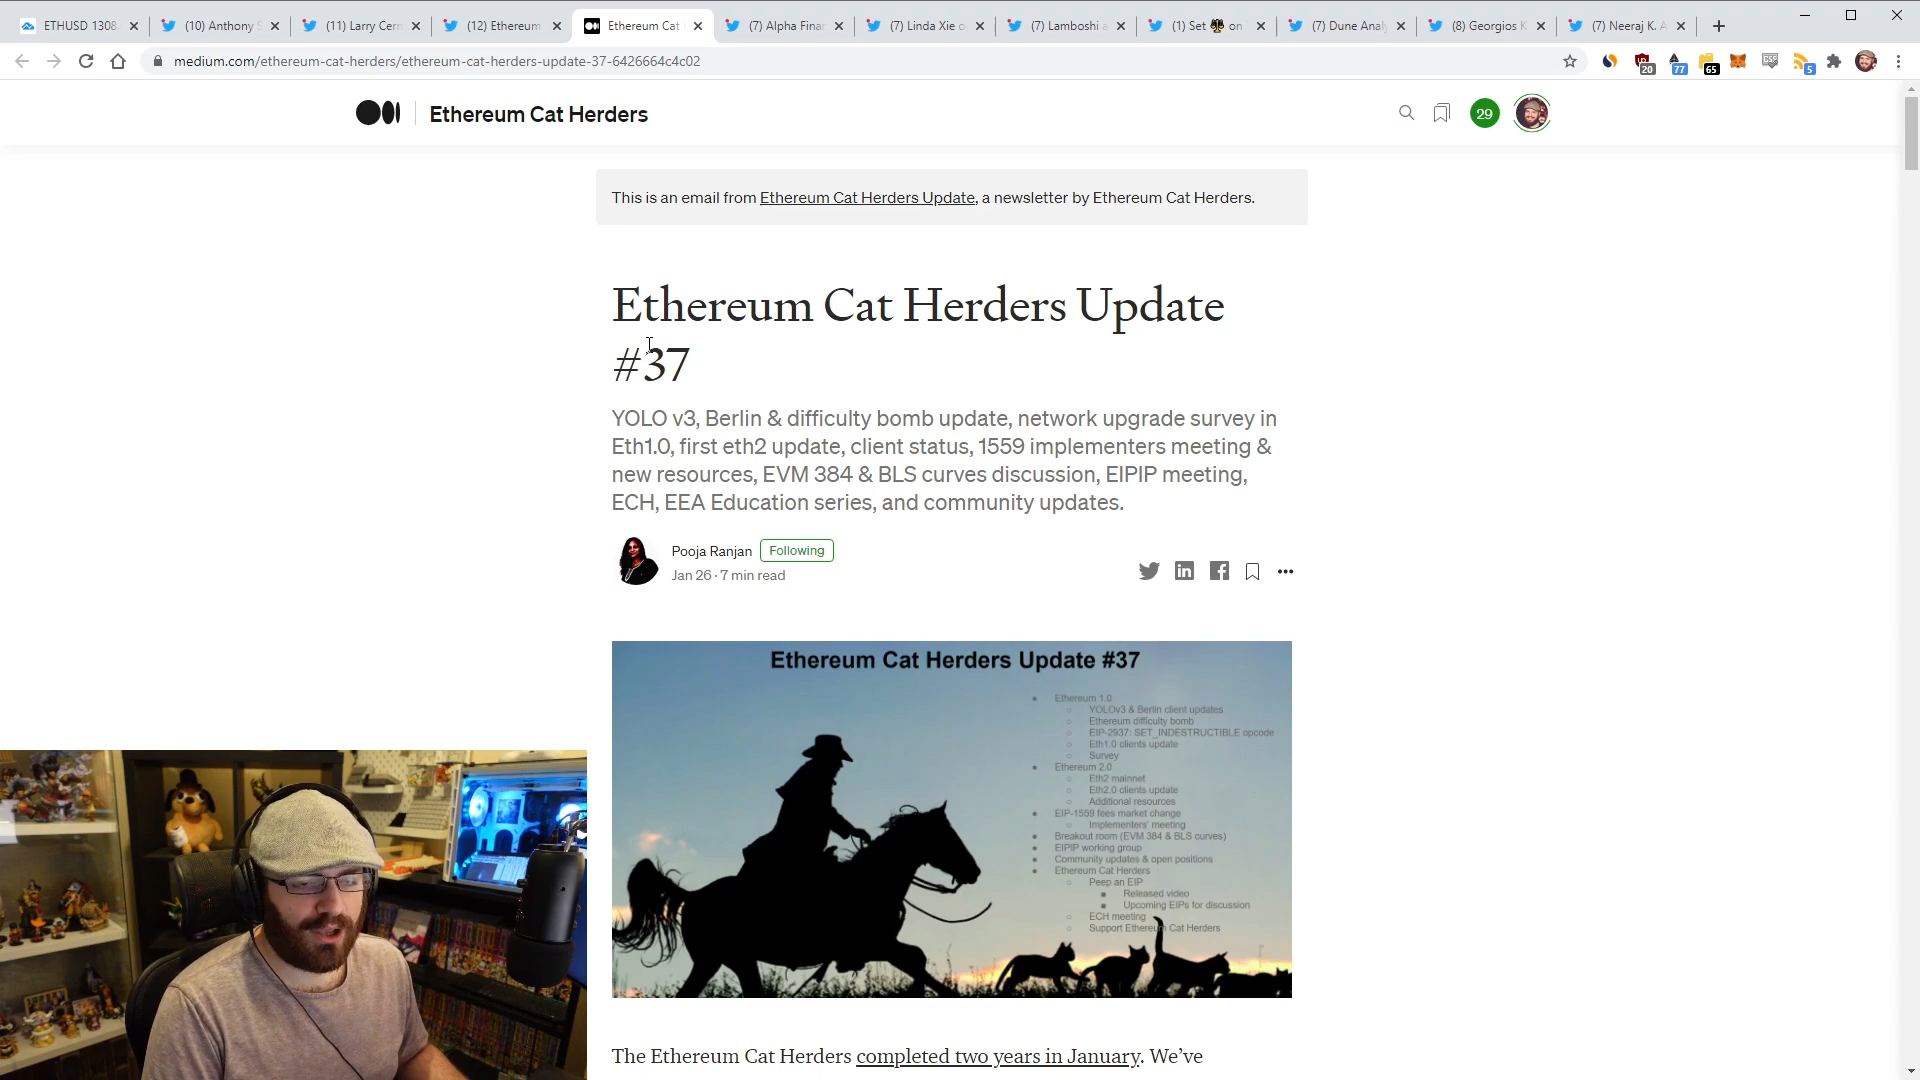 ETHUSD 1308.
(10) Anthony S
(11) Larry Cerm
(12) Ethereum
Ethereum Cat
(7) Alpha Finan
(7) Linda Xie o
(7) Lamboshi a
(1) Set on
(7) Dune Analy
(8) Georgios K
(7) Neeraj K. A
medium.com/ethereum-cat-herders/ethereum-cat-herders-update-37-6426664c4c02
20
77
65
5
Ethereum Cat Herders
29
This is an email from Ethereum Cat Herders Update, a newsletter by Ethereum Cat Herders.
Ethereum Cat Herders Update
#37
YOLO v3, Berlin & difficulty bomb update, network upgrade survey in
Eth1.0, first eth2 update, client status, 1559 implementers meeting &
new resources, EVM 384 & BLS curves discussion, EIPIP meeting,
ECH, EEA Education series, and community updates.
Pooja Ranjan Following
Jan 26 · 7 min read
Ethereum Cat Herders Update #37
Ethereum 1.0
YOLOv3 & Berlin client updates
Ethereum difficulty bomb
EIP-2937: SET_INDESTRUCTIBLE opcode
Eth1.0 clients update
Survey
Ethereum 2.0
Eth2 mainnet
Eth2.0 clients update
Additional resources
EIP-1559 fees market change
Implementers' meeting
Breakout room (EVM 384 & BLS curves)
EIPIP working group
Community updates & open positions
Ethereum Cat Herders
Peep an EIP
Released video
Upcoming EIPs for discussion
ECH meeting
Support Ethereum Cat Herders
The Ethereum Cat Herders completed two years in January. We've